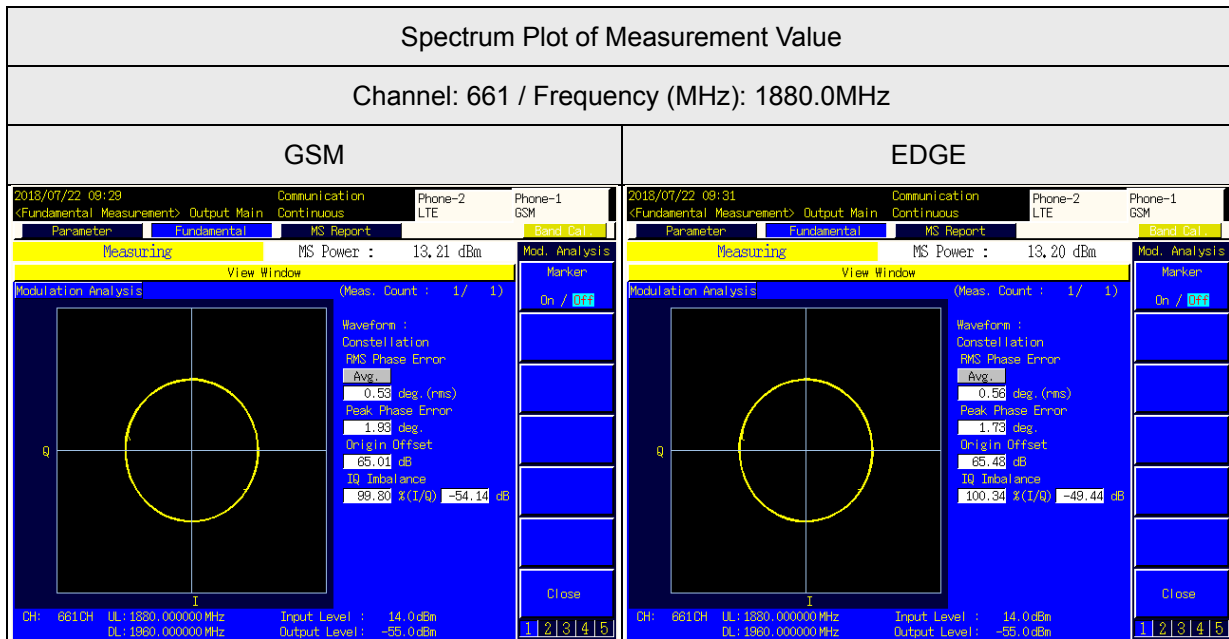 Spectrum Plot of Measurement Value
Channel: 661 / Frequency (MHz): 1880.0MHz
GSM
EDGE
2018/07/22 09:29 Communication Phone-2 Phone-1
<Fundamental Measurement> Output Main Continuous LTE GSM
Parameter Fundamental MS Report Band Cal.
Measuring MS Power : 13.21 dBm Mod. Analysis
View Window Marker
Modulation Analysis (Meas. Count : 1/ 1) On / Off
Waveform :
Constellation
RMS Phase Error
Avg.
0.53 deg.(rms)
Peak Phase Error
1.93 deg.
Origin Offset
Q 65.01 dB
IQ Imbalance
99.80 %(I/Q) -54.14 dB
I Close
CH: 661CH UL:1880.000000MHz Input Level : 14.0dBm
DL:1960.000000MHz Output Level: -55.0dBm 1 2 3 4 5
2018/07/22 09:31 Communication Phone-2 Phone-1
<Fundamental Measurement> Output Main Continuous LTE GSM
Parameter Fundamental MS Report Band Cal.
Measuring MS Power : 13.20 dBm Mod. Analysis
View Window Marker
Modulation Analysis (Meas. Count : 1/ 1) On / Off
Waveform :
Constellation
RMS Phase Error
Avg.
0.56 deg.(rms)
Peak Phase Error
1.73 deg.
Origin Offset
Q 65.48 dB
IQ Imbalance
100.34 %(I/Q) -49.44 dB
I Close
CH: 661CH UL:1880.000000MHz Input Level : 14.0dBm
DL:1960.000000MHz Output Level: -55.0dBm 1 2 3 4 5